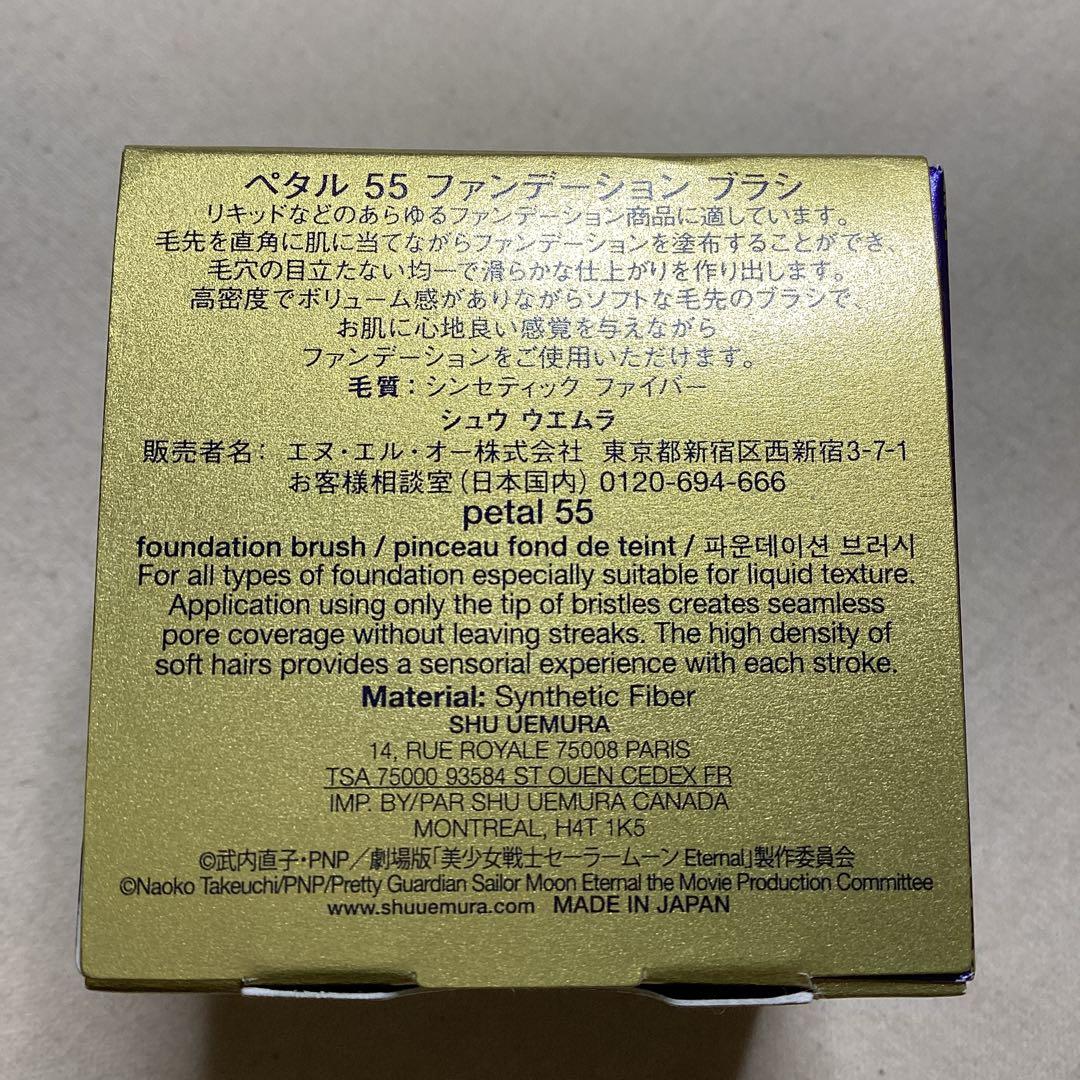 ペタル 55 ファンデーション ブラシ
リキッドなどのあらゆるファンデーション商品に適しています。
毛先を直角に肌に当てながらファンデーションを塗布することができ、
毛穴の目立たない均一で滑らかな仕上がりを作り出します。
高密度でボリューム感がありながらソフトな毛先のブラシで、
お肌に心地良い感覚を与えながら
ファンデーションをご使用いただけます。
毛質：シンセティック ファイバー
シュウ ウエムラ
販売者名： エヌ・エル・オー株式会社 東京都新宿区西新宿3-7-1
お客様相談室（日本国内）0120-694-666
petal 55
foundation brush / pinceau fond de teint / 파운데이션 브러시
For all types of foundation especially suitable for liquid texture.
Application using only the tip of bristles creates seamless
pore coverage without leaving streaks. The high density of
soft hairs provides a sensorial experience with each stroke.
Material: Synthetic Fiber
SHU UEMURA
14, RUE ROYALE 75008 PARIS
TSA 75000 93584 ST OUEN CEDEX FR
IMP. BY/PAR SHU UEMURA CANADA
MONTREAL, H4T 1K5
©武内直子・PNP／劇場版「美少女戦士セーラームーン Eternal」製作委員会
©Naoko Takeuchi/PNP/Pretty Guardian Sailor Moon Eternal the Movie Production Committee
www.shuuemura.com MADE IN JAPAN